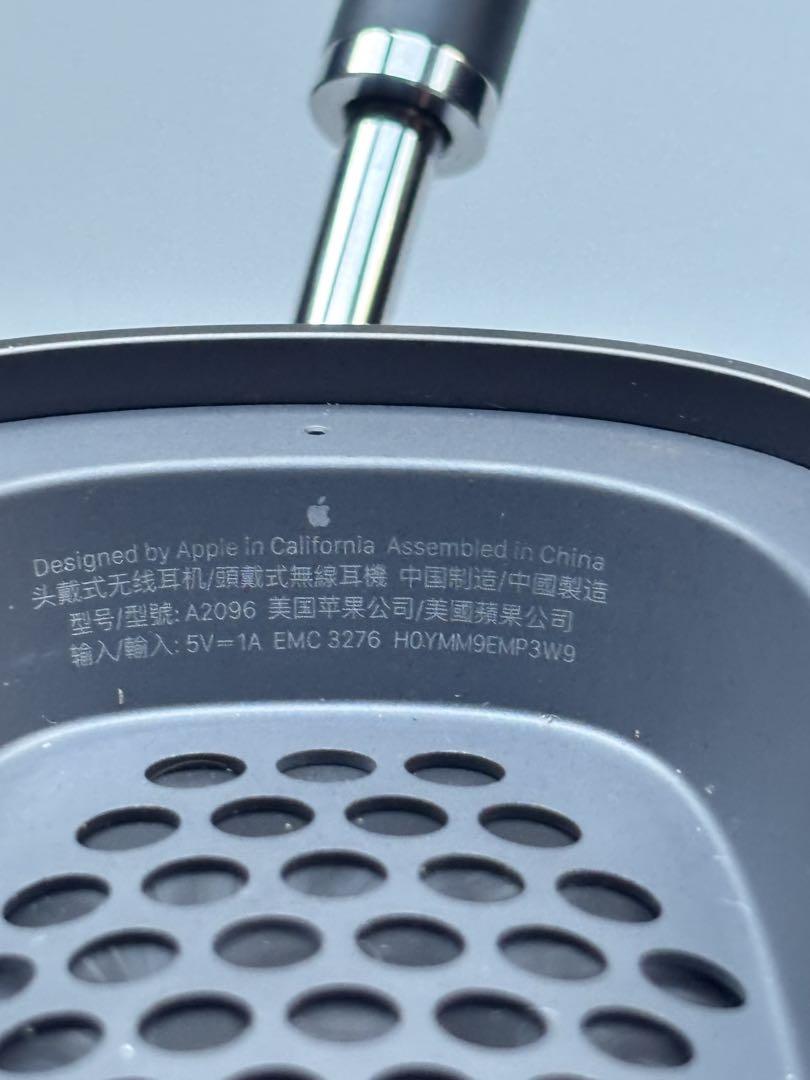 Designed by Apple in California Assembled in China
头戴式无线耳机/頭戴式無線耳機 中国制造/中國製造
型号/型號: A2096 美国苹果公司/美國蘋果公司
输入/輸入: 5V⎓1A EMC 3276 H0YMM9EMP3W9